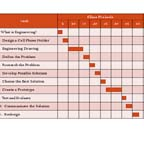 Class Periods
Task
What is Engineering?
Design a Cell Phone Holder
Engineering Drawing
Define the Problem
Research the Problem
Develop Possible Solutions
Choose the Best Solution
Create a Prototype
Test and Evaluate
Communicate the Solution
Redesign